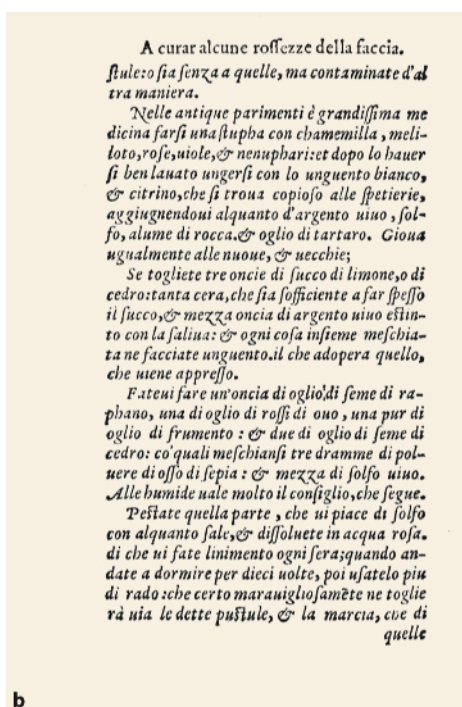 A curar alcune rossezze della faccia.
stule: o sia senza a quelle, ma contaminate d'al
tra maniera.
Nelle antique parimenti è grandissima me
dicina farsi una stupha con chamemilla, meli-
loto, rose, uiole, & nenuphari: et dopo lo hauer
si ben lauato ungersi con lo unguento bianco,
& citrino, che si troua copioso alle spetierie,
aggiugnendoui alquanto d'argento uiuo, sol-
fo, alume di rocca. & oglio di tartaro. Gioua
ugualmente alle nuoue, & uecchie;
Se togliete tre oncie di succo di limone, o di
cedro: tanta cera, che sia sofficiente a far spesso
il succo, & mezza oncia di argento uiuo estin-
to con la saliua: & ogni cosa insieme meschia-
ta ne facciate unguento. il che adopera quello,
che uiene appresso.
Fateui fare un'oncia di oglio di seme di ra-
phano, una di oglio di rossi di ouo, una pur di
oglio di frumento: & due di oglio di seme di
cedro: co' quali meschiansi tre dramme di pol-
uere di osso di sepia: & mezza di solfo uiuo.
Alle humide uale molto il consiglio, che segue.
Pestate quella parte, che ui piace di solfo
con alquanto sale, & dissoluete in acqua rosa.
di che ui fate linimento ogni sera; quando an-
date a dormire per dieci uolte, poi usatelo piu
di rado: che certo marauigliosamẽte ne toglie
rà uia le dette pustule, & la marcia, che di
quelle
b